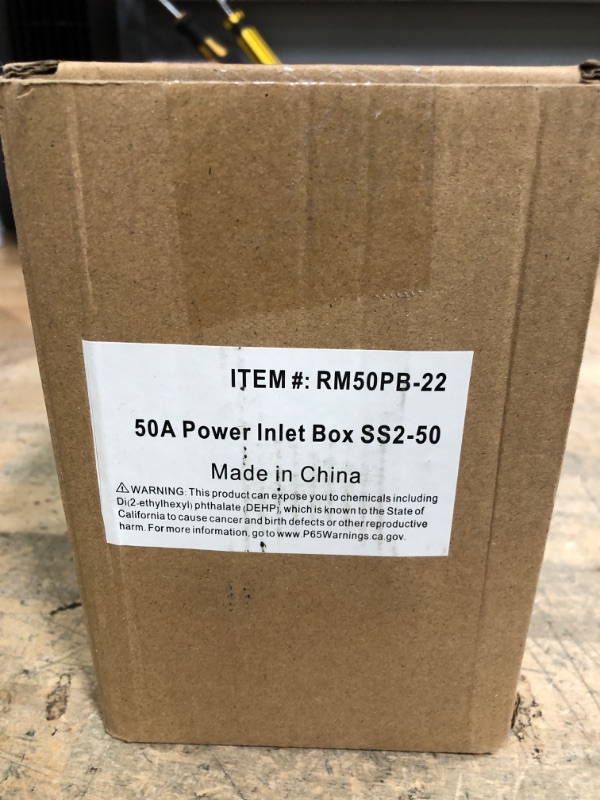 ITEM #: RM50PB-22
50A Power Inlet Box SS2-50
Made in China
⚠WARNING: This product can expose you to chemicals including
Di(2-ethylhexyl) phthalate (DEHP), which is known to the State of
California to cause cancer and birth defects or other reproductive
harm. For more information, go to www.P65Warnings.ca.gov.